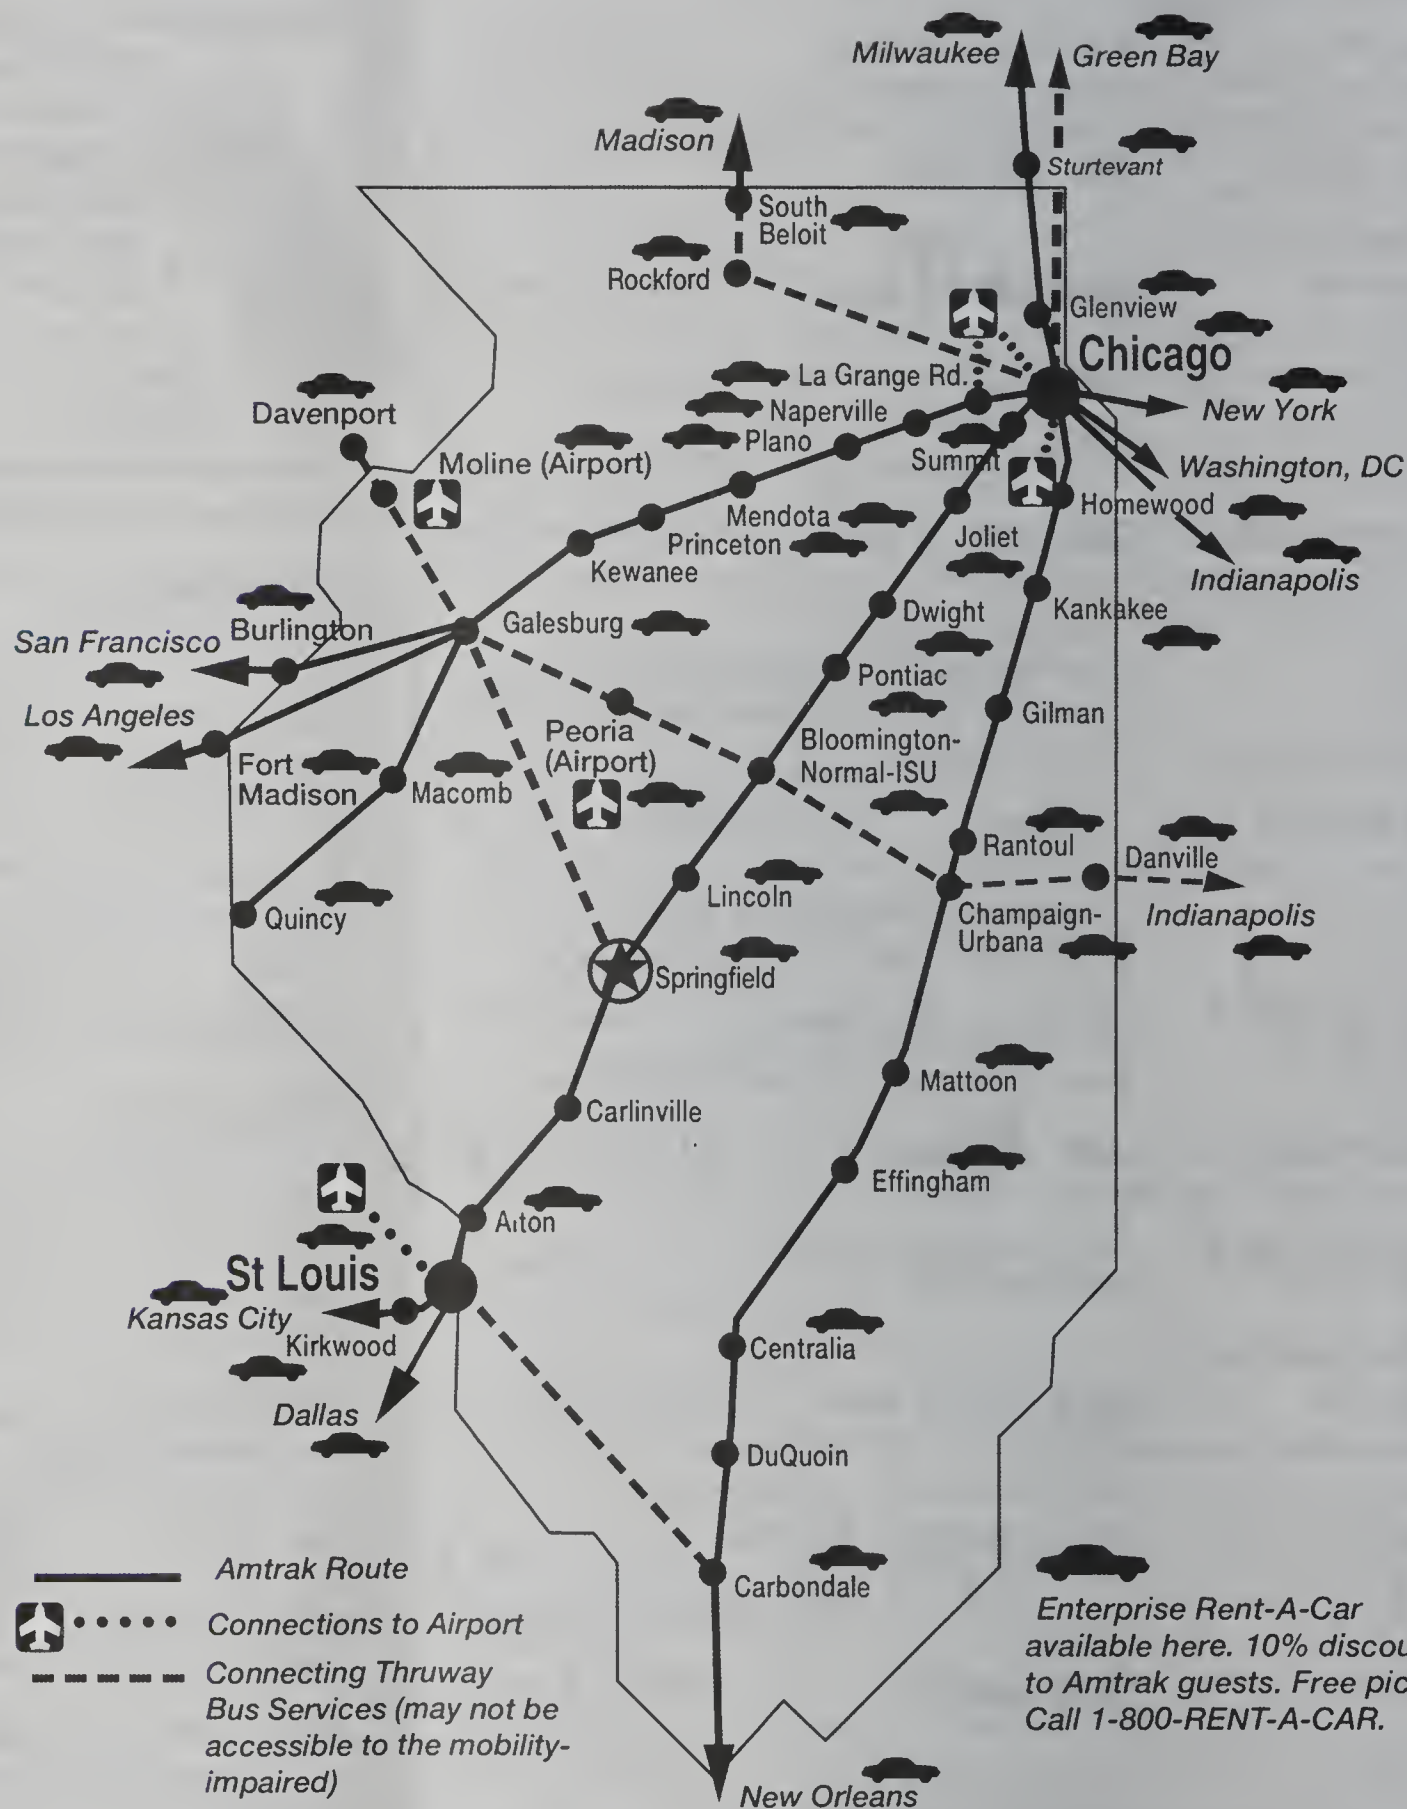 Milwaukee
Green Bay
Madison
Sturtevant
South
Beloit
Rockford
Glenview
Chicago
La Grange Rd.
Naperville
Plano
New York
Davenport
Moline (Airport)
Summit
Washington, DC
Mendota
Homewood
Princeton
Joliet
Kewanee
Indianapolis
Dwight
Kankakee
Galesburg
Burlington
San Francisco
Pontiac
Los Angeles
Gilman
Peoria
(Airport)
Bloomington-
Normal-ISU
Fort
Madison
Macomb
Rantoul
Danville
Lincoln
Quincy
Champaign-
Urbana
Indianapolis
Springfield
Mattoon
Carlinville
Effingham
Alton
St Louis
Kansas City
Kirkwood
Centralia
Dallas
DuQuoin
Carbondale
New Orleans
Amtrak Route
Connections to Airport
Connecting Thruway
Bus Services (may not be
accessible to the mobility-
impaired)
Enterprise Rent-A-Car
available here. 10% discou
to Amtrak guests. Free pic
Call 1-800-RENT-A-CAR.